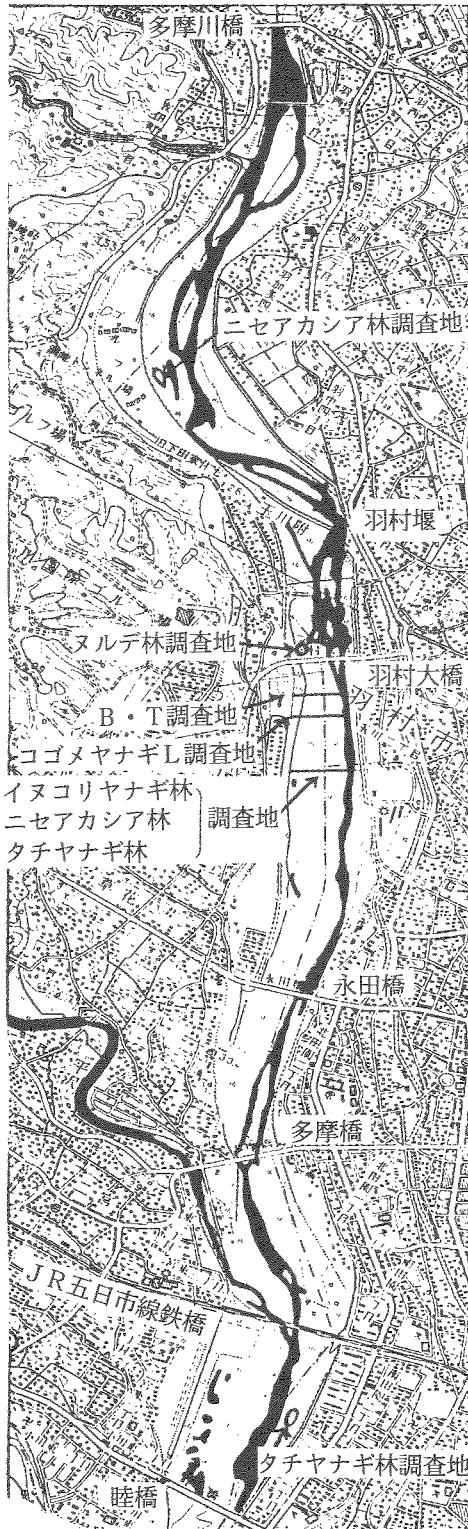 多摩川橋
ニセアカシア林調査地
羽村堰
ヌルデ林調査地
羽村大橋
B・T調査地
コゴメヤナギL調査地
イヌコリヤナギ林
ニセアカシア林
タチヤナギ林
調査地
永田橋
多摩橋
JR五日市線鉄橋
タチヤナギ林調査地
睦橋